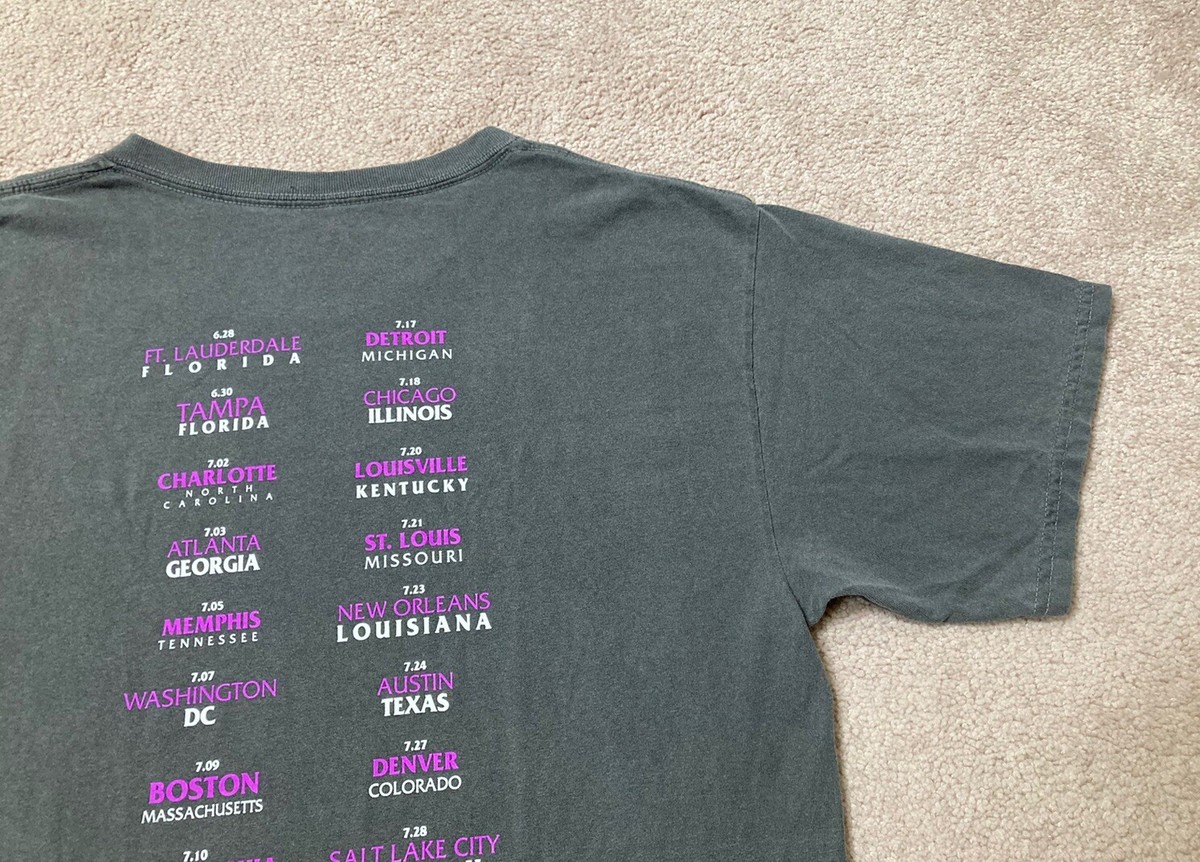 6.28
FT. LAUDERDALE
FLORIDA
6.30
TAMPA
FLORIDA
7.02
CHARLOTTE
NORTH
CAROLINA
7.03
ATLANTA
GEORGIA
7.05
MEMPHIS
TENNESSEE
7.07
WASHINGTON
DC
7.09
BOSTON
MASSACHUSETTS
7.10
7.17
DETROIT
MICHIGAN
7.18
CHICAGO
ILLINOIS
7.20
LOUISVILLE
KENTUCKY
7.21
ST. LOUIS
MISSOURI
7.23
NEW ORLEANS
LOUISIANA
7.24
AUSTIN
TEXAS
7.27
DENVER
COLORADO
7.28
SALT LAKE CITY